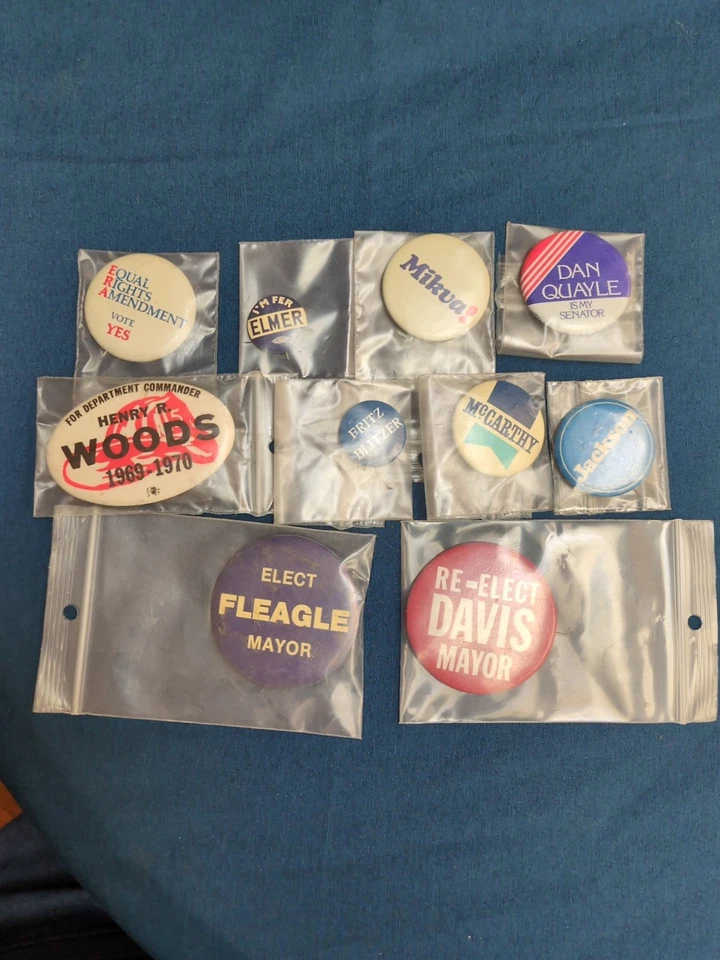 EQUAL
RIGHTS
AMENDMENT
VOTE
YES
I'M FER
ELMER
Mikva!
DAN
QUAYLE
IS MY
SENATOR
FOR DEPARTMENT COMMANDER
HENRY R.
WOODS
1969-1970
FRITZ
BLITZER
McCARTHY
Jackson
ELECT
FLEAGLE
MAYOR
RE-ELECT
DAVIS
MAYOR